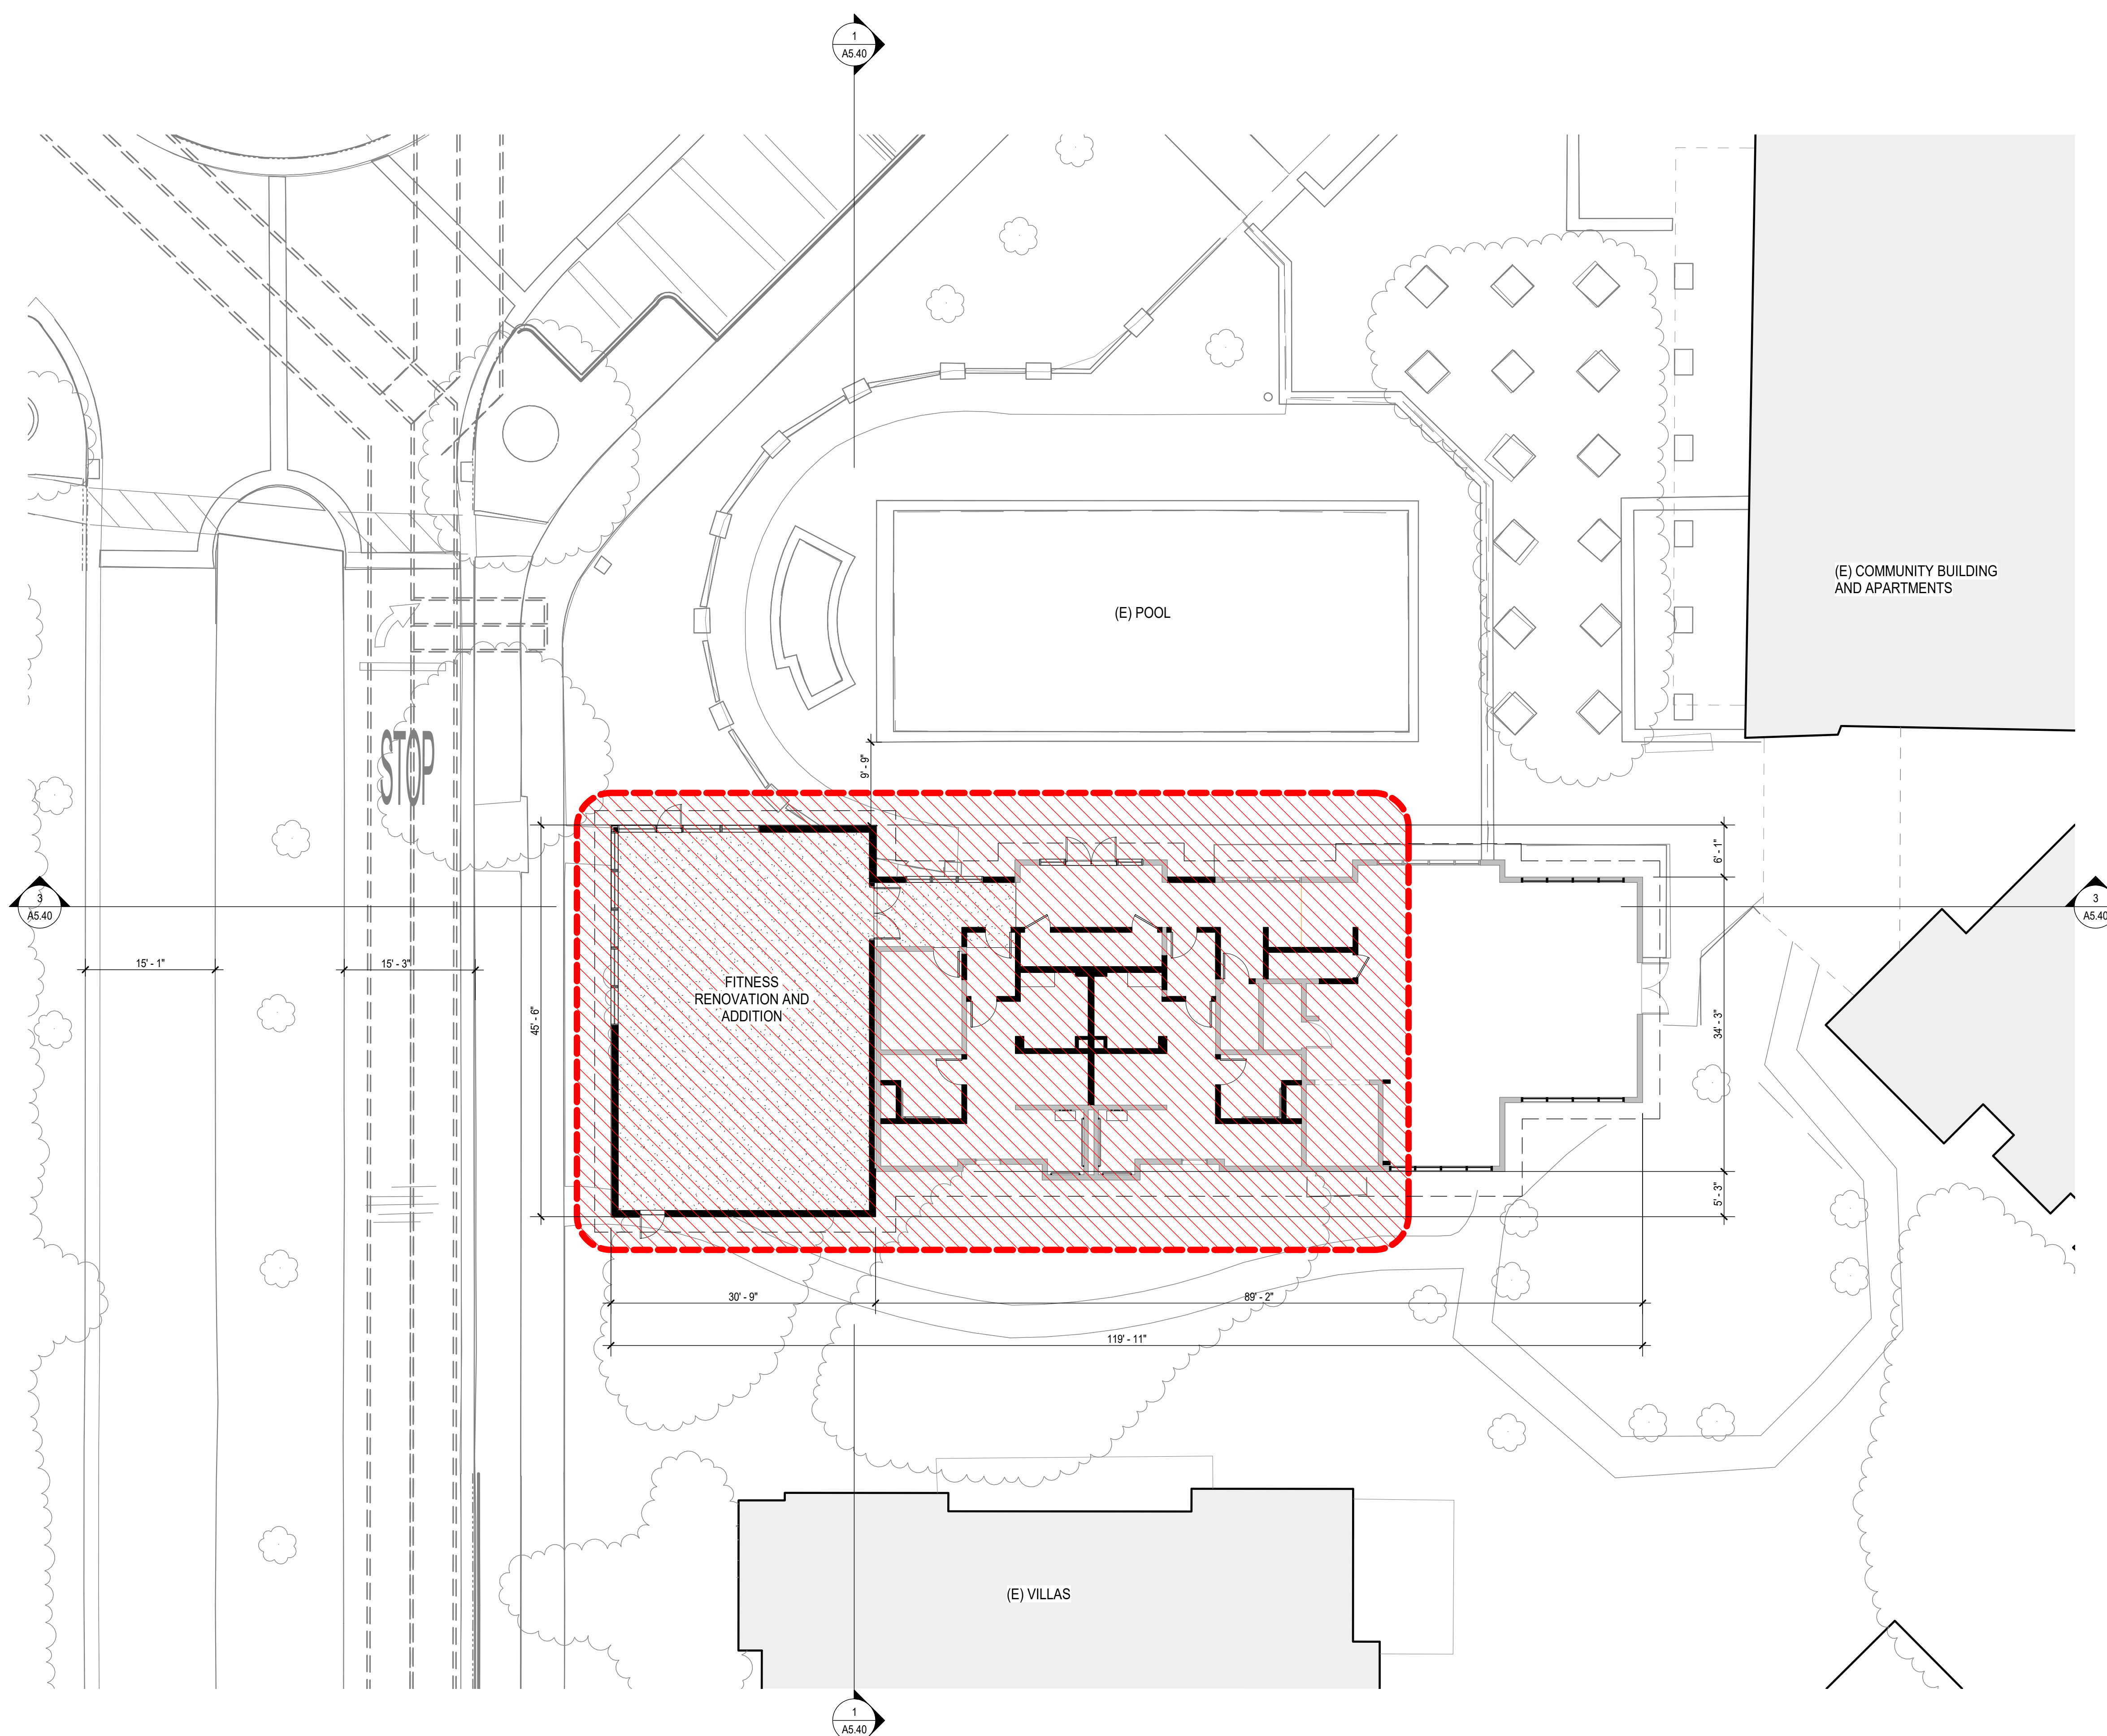 1
A5.40
(E) COMMUNITY BUILDING
AND APARTMENTS
(E) POOL
STOP
9' - 9"
6' - 1"
3
A5.40
3
A5.40
15' - 1"
15' - 3"
45' - 6"
FITNESS
RENOVATION AND
ADDITION
34' - 3"
5' - 3"
30' - 9"
89' - 2"
119' - 11"
(E) VILLAS
1
A5.40